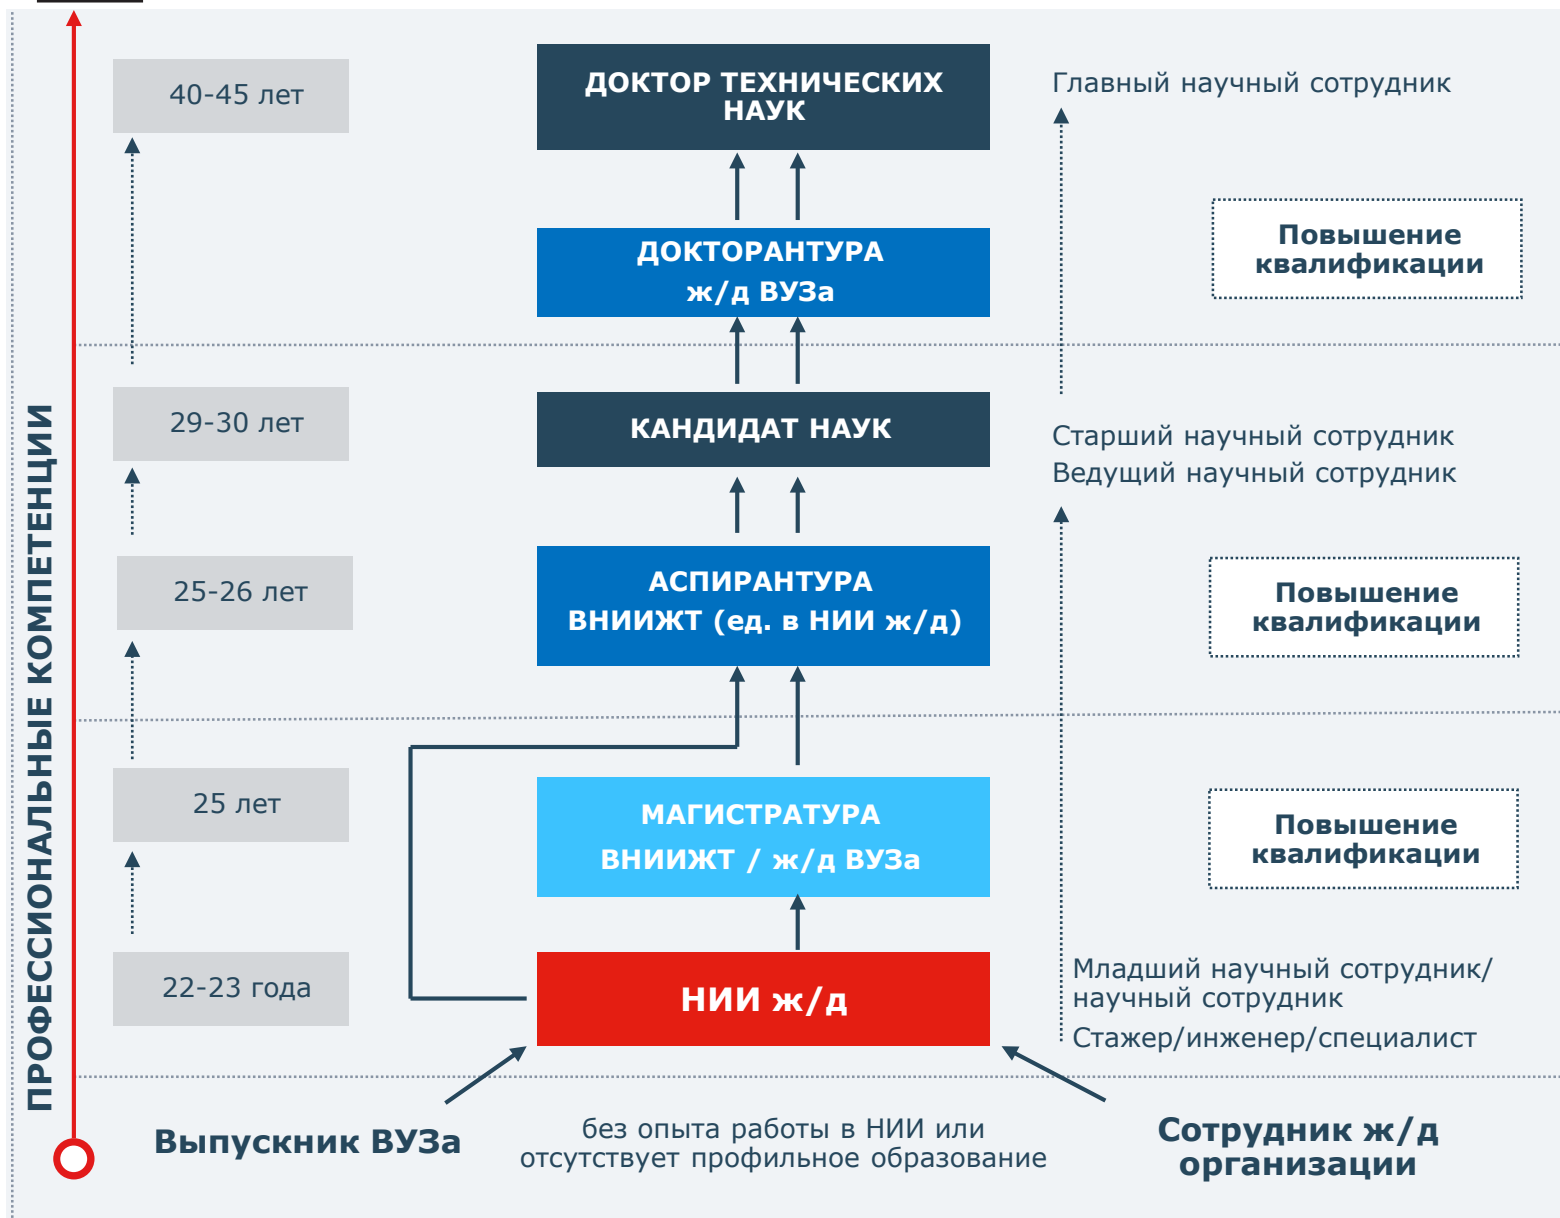 40-45 лет
ДОКТОР ТЕХНИЧЕСКИХ
НАУК
Главный научный сотрудник
ДОКТОРАНТУРА
ж/д ВУЗа
Повышение
квалификации
29-30 лет
КАНДИДАТ НАУК
Старший научный сотрудник
Ведущий научный сотрудник
25-26 лет
АСПИРАНТУРА
ВНИИЖТ (ед. в НИИ ж/д)
Повышение
квалификации
25 лет
МАГИСТРАТУРА
ВНИИЖТ / ж/д ВУЗа
Повышение
квалификации
22-23 года
НИИ ж/д
Младший научный сотрудник/
научный сотрудник
Стажер/инженер/специалист
ПРОФЕССИОНАЛЬНЫЕ КОМПЕТЕНЦИИ
Выпускник ВУЗа
без опыта работы в НИИ или
отсутствует профильное образование
Сотрудник ж/д
организации